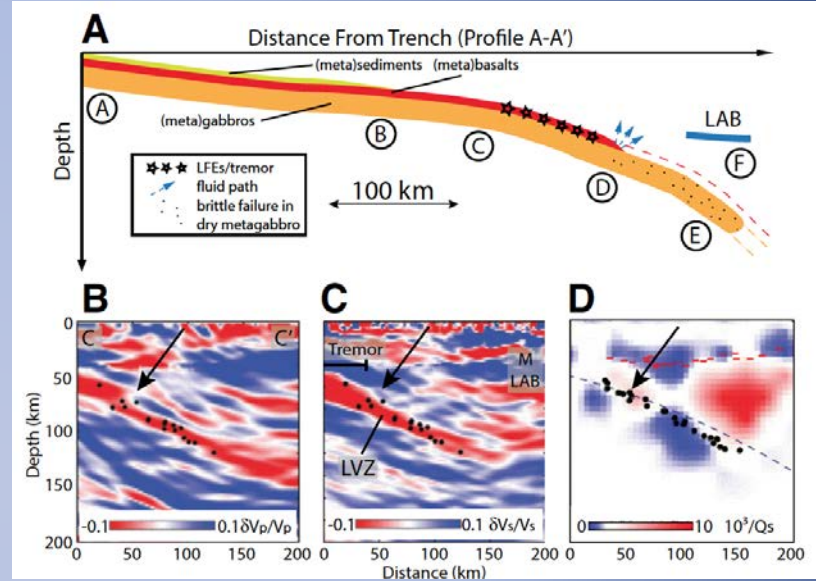 A
Distance From Trench (Profile A-A')
(meta)sediments
(meta)basalts
A
(meta)gabbros
B
C
LAB
F
Depth
LFEs/tremor
fluid path
brittle failure in
dry metagabbro
100 km
D
E
B
C
D
0
C
C'
Tremor
M
LAB
50
100
LVZ
150
Depth (km)
-0.1
0.1 δVp/Vp
-0.1
0.1 δVs/Vs
0
10 10³/Qs
200
0 50 100 150 200
0 50 100 150 200
0 50 100 150 200
Distance (km)